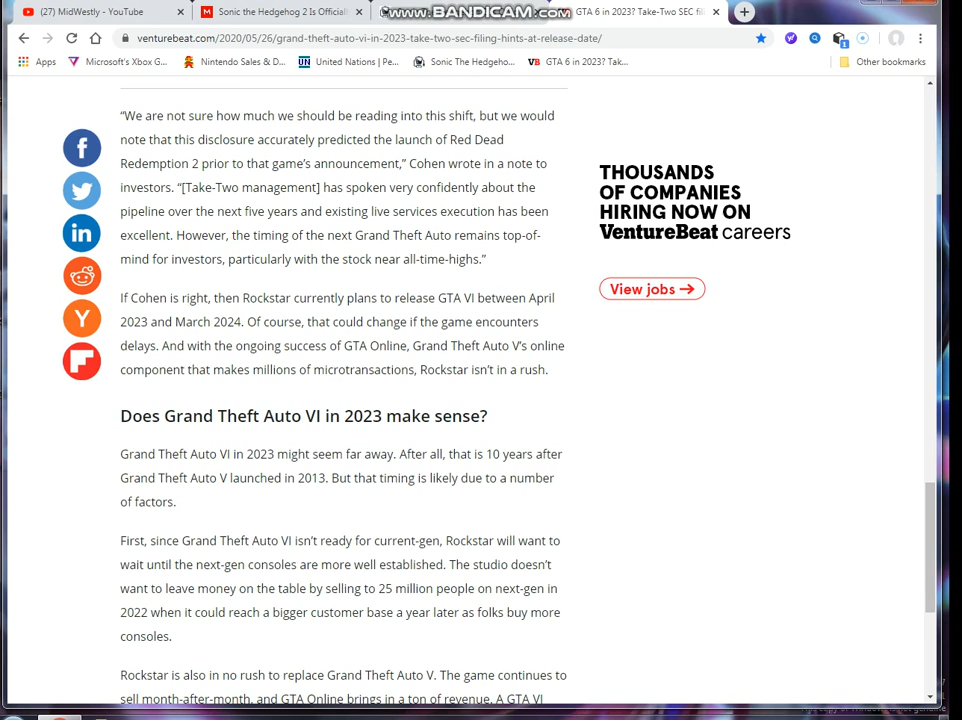 (27) MidWestly - YouTube
Sonic the Hedgehog 2 Is Official
www.BANDICAM.com
GTA 6 in 2023? Take-Two SEC fil
venturebeat.com/2020/05/26/grand-theft-auto-vi-in-2023-take-two-sec-filing-hints-at-release-date/
Apps
Microsoft's Xbox G...
Nintendo Sales & D...
United Nations | Pe...
Sonic The Hedgeho...
GTA 6 in 2023? Tak...
Other bookmarks
“We are not sure how much we should be reading into this shift, but we would
note that this disclosure accurately predicted the launch of Red Dead
Redemption 2 prior to that game’s announcement,” Cohen wrote in a note to
investors. “[Take-Two management] has spoken very confidently about the
pipeline over the next five years and existing live services execution has been
excellent. However, the timing of the next Grand Theft Auto remains top-of-
mind for investors, particularly with the stock near all-time-highs.”
If Cohen is right, then Rockstar currently plans to release GTA VI between April
2023 and March 2024. Of course, that could change if the game encounters
delays. And with the ongoing success of GTA Online, Grand Theft Auto V’s online
component that makes millions of microtransactions, Rockstar isn’t in a rush.
Does Grand Theft Auto VI in 2023 make sense?
Grand Theft Auto VI in 2023 might seem far away. After all, that is 10 years after
Grand Theft Auto V launched in 2013. But that timing is likely due to a number
of factors.
First, since Grand Theft Auto VI isn’t ready for current-gen, Rockstar will want to
wait until the next-gen consoles are more well established. The studio doesn’t
want to leave money on the table by selling to 25 million people on next-gen in
2022 when it could reach a bigger customer base a year later as folks buy more
consoles.
Rockstar is also in no rush to replace Grand Theft Auto V. The game continues to
sell month-after-month, and GTA Online brings in a ton of revenue. A GTA VI
THOUSANDS
OF COMPANIES
HIRING NOW ON
VentureBeat careers
View jobs →